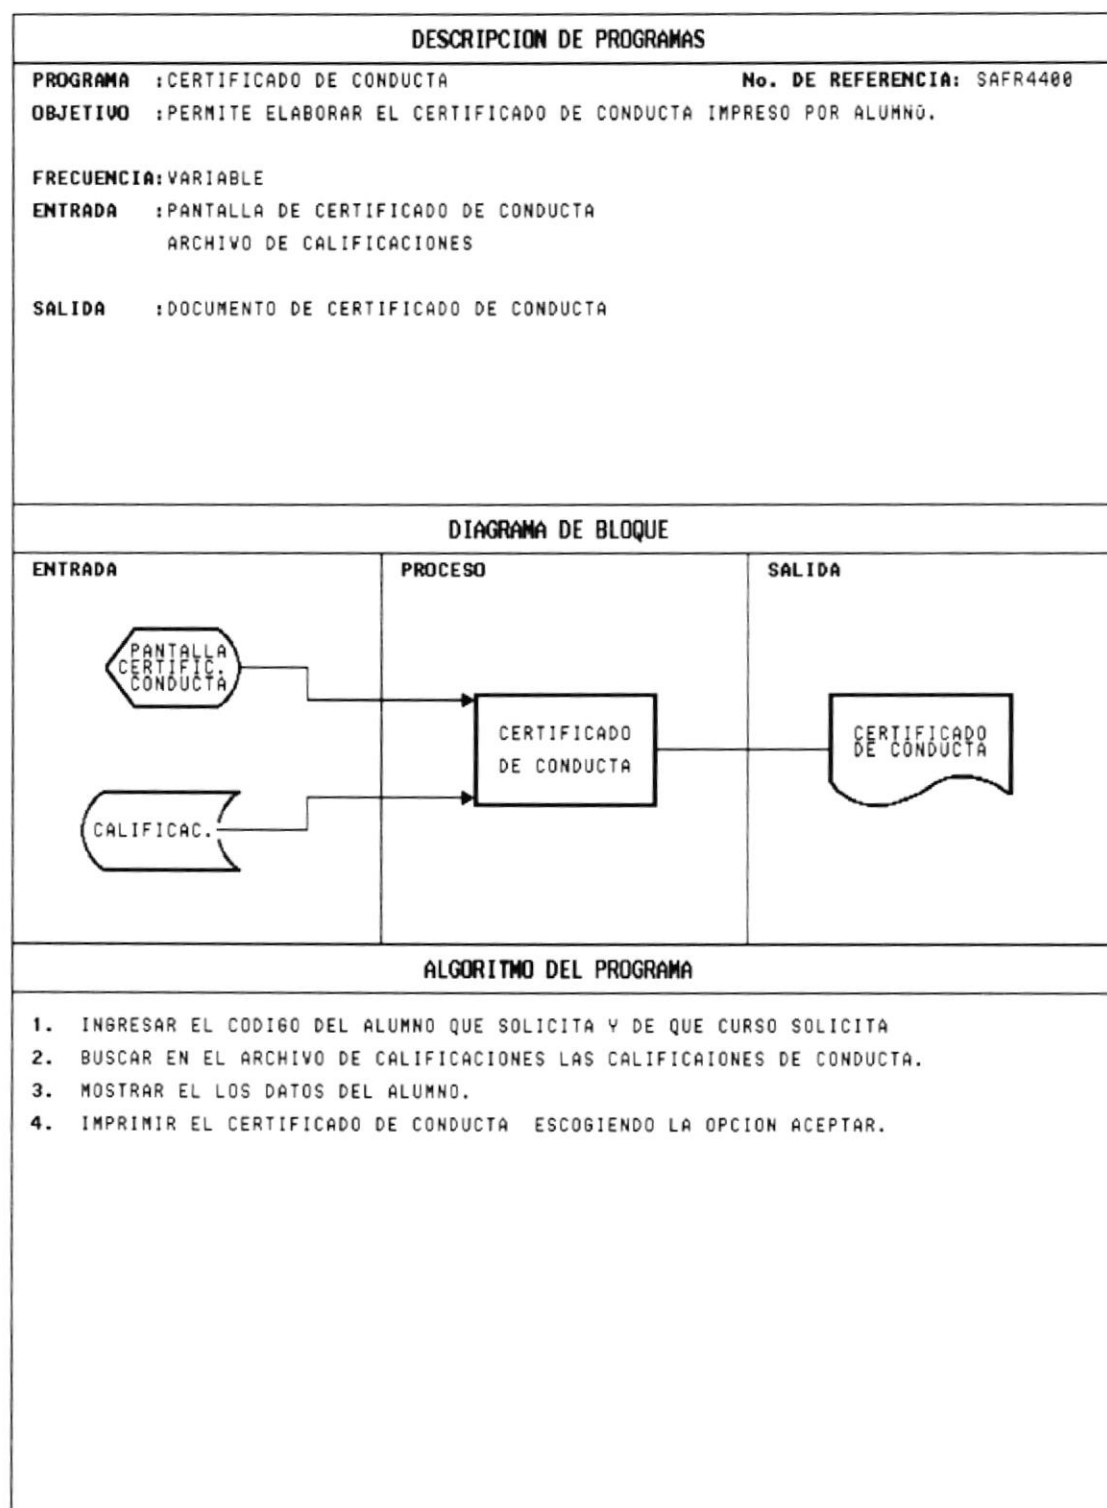 DESCRIPCION DE PROGRAMAS
PROGRAMA :CERTIFICADO DE CONDUCTA No. DE REFERENCIA: SAFR4400
OBJETIVO :PERMITE ELABORAR EL CERTIFICADO DE CONDUCTA IMPRESO POR ALUMNO.
FRECUENCIA:VARIABLE
ENTRADA :PANTALLA DE CERTIFICADO DE CONDUCTA
ARCHIVO DE CALIFICACIONES
SALIDA :DOCUMENTO DE CERTIFICADO DE CONDUCTA
DIAGRAMA DE BLOQUE
ENTRADA PROCESO SALIDA
PANTALLA
CERTIFIC.
CONDUCTA
CERTIFICADO
DE CONDUCTA
CERTIFICADO
DE CONDUCTA
CALIFICAC.
ALGORITMO DEL PROGRAMA
1. INGRESAR EL CODIGO DEL ALUMNO QUE SOLICITA Y DE QUE CURSO SOLICITA
2. BUSCAR EN EL ARCHIVO DE CALIFICACIONES LAS CALIFICAIONES DE CONDUCTA.
3. MOSTRAR EL LOS DATOS DEL ALUMNO.
4. IMPRIMIR EL CERTIFICADO DE CONDUCTA ESCOGIENDO LA OPCION ACEPTAR.